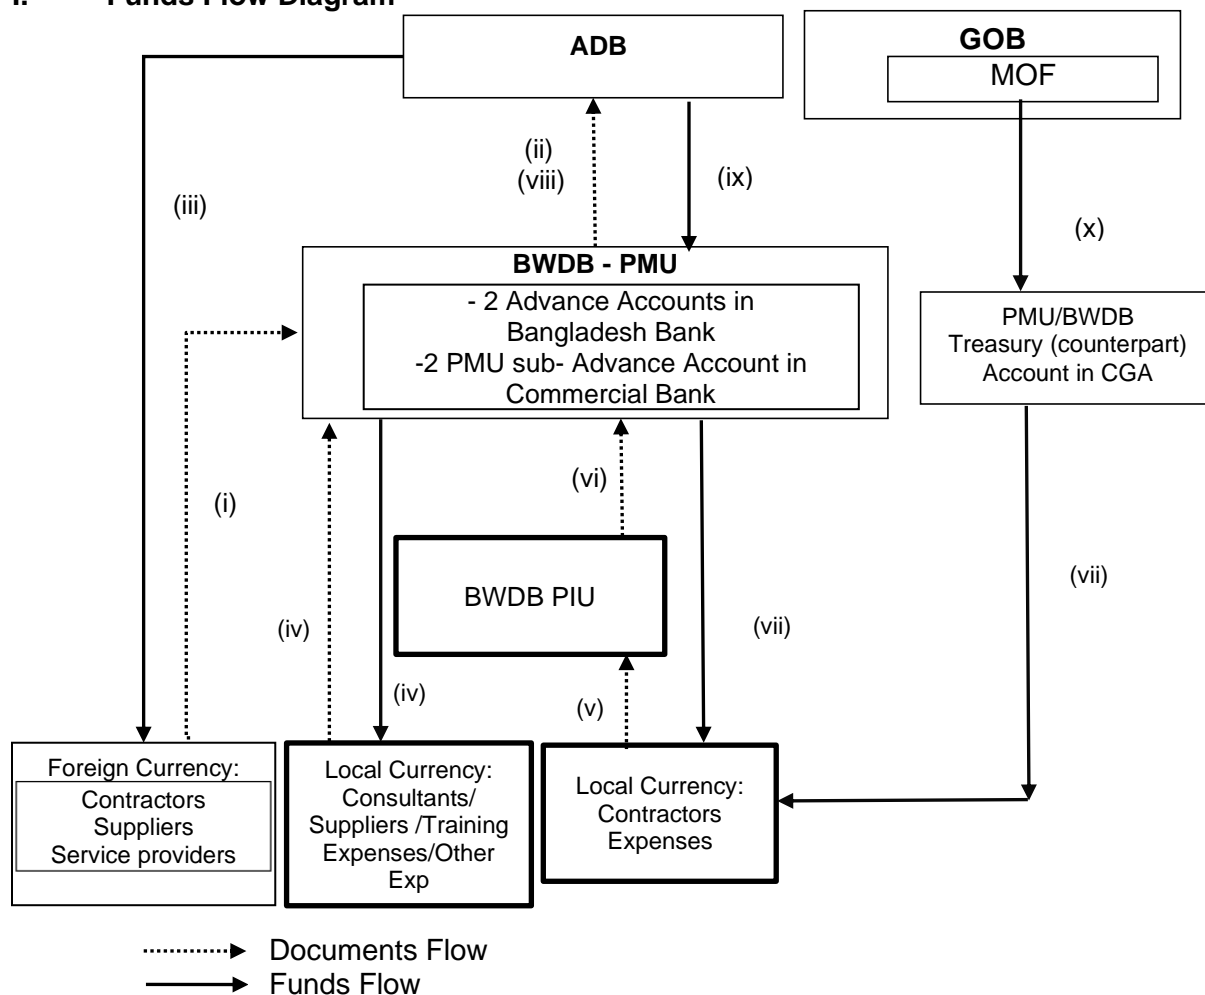 I. Funds Flow Diagram
ADB
GOB
MOF
(ii)
(viii)
(ix)
(iii)
(x)
BWDB - PMU
- 2 Advance Accounts in
Bangladesh Bank
-2 PMU sub- Advance Account in
Commercial Bank
PMU/BWDB
Treasury (counterpart)
Account in CGA
(i)
(vi)
BWDB PIU
(vii)
(iv)
(vii)
(iv)
(v)
Foreign Currency:
Contractors
Suppliers
Service providers
Local Currency:
Consultants/
Suppliers /Training
Expenses/Other
Exp
Local Currency:
Contractors
Expenses
Documents Flow
Funds Flow